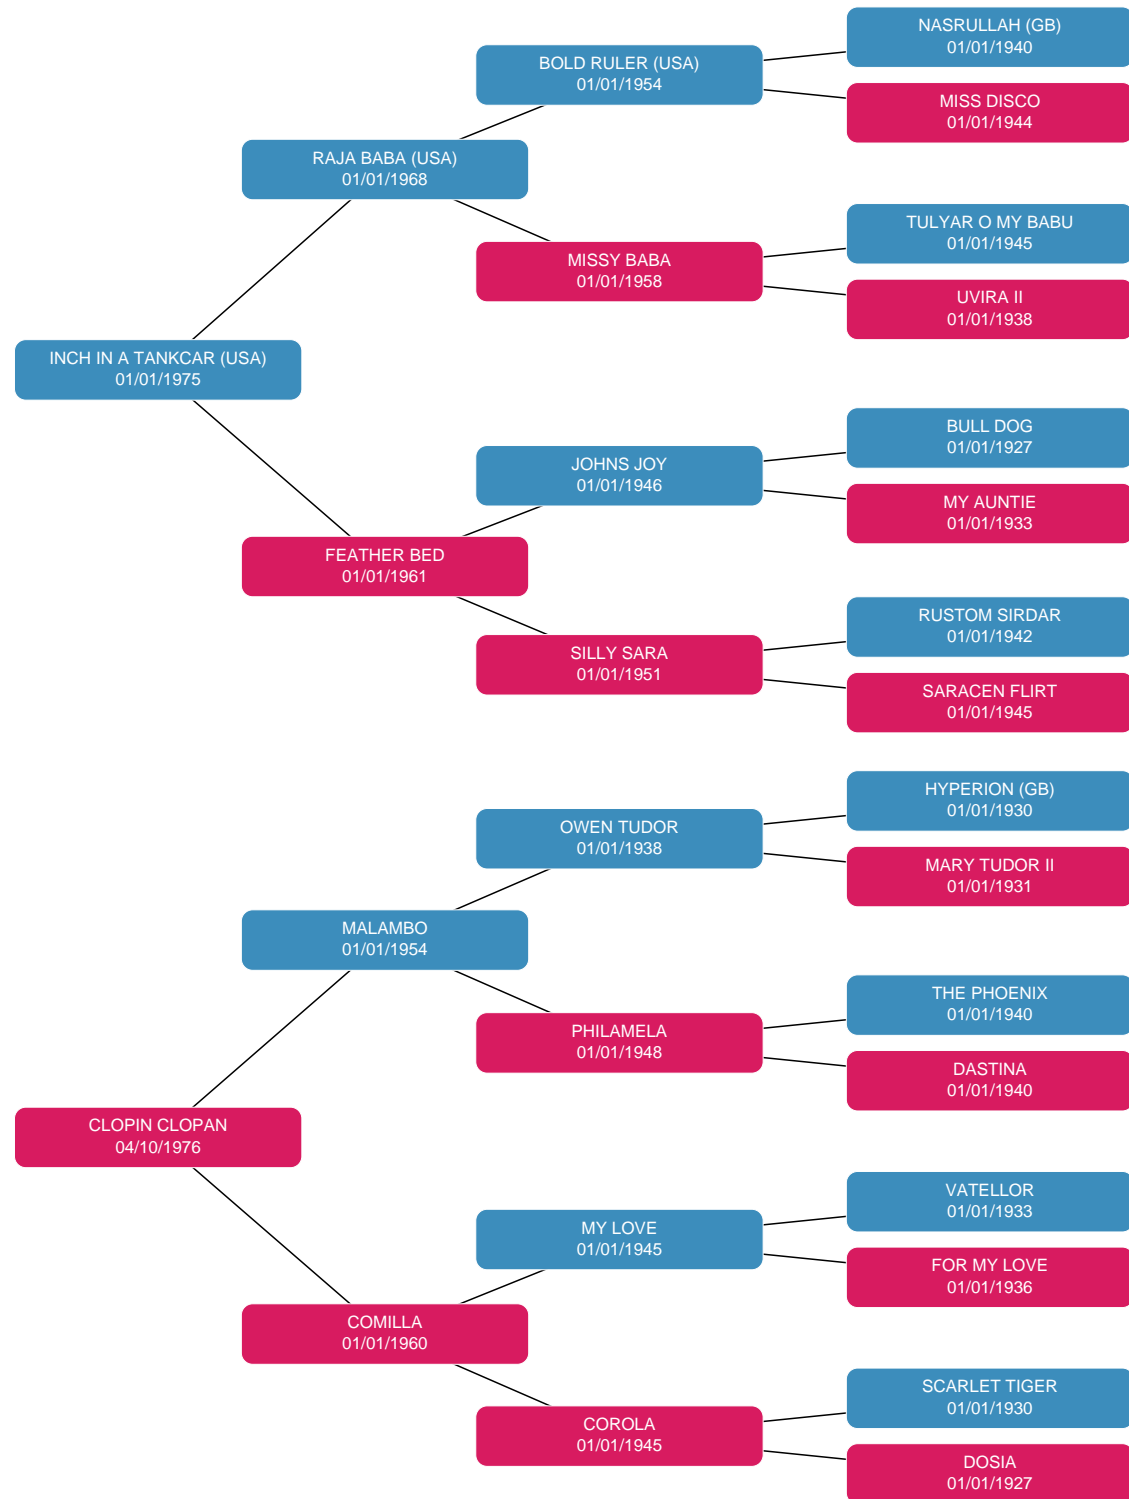 NASRULLAH (GB)
01/01/1940
BOLD RULER (USA)
01/01/1954
MISS DISCO
01/01/1944
RAJA BABA (USA)
01/01/1968
TULYAR O MY BABU
01/01/1945
MISSY BABA
01/01/1958
UVIRA II
01/01/1938
INCH IN A TANKCAR (USA)
01/01/1975
BULL DOG
01/01/1927
JOHNS JOY
01/01/1946
MY AUNTIE
01/01/1933
FEATHER BED
01/01/1961
RUSTOM SIRDAR
01/01/1942
SILLY SARA
01/01/1951
SARACEN FLIRT
01/01/1945
HYPERION (GB)
01/01/1930
OWEN TUDOR
01/01/1938
MARY TUDOR II
01/01/1931
MALAMBO
01/01/1954
THE PHOENIX
01/01/1940
PHILAMELA
01/01/1948
DASTINA
01/01/1940
CLOPIN CLOPAN
04/10/1976
VATELLOR
01/01/1933
MY LOVE
01/01/1945
FOR MY LOVE
01/01/1936
COMILLA
01/01/1960
SCARLET TIGER
01/01/1930
COROLA
01/01/1945
DOSIA
01/01/1927